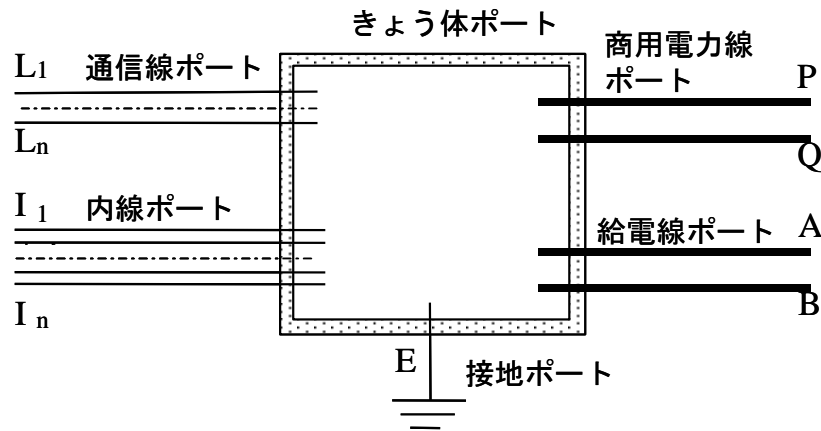 きょう体ポート
L1
通信線ポート
Ln
商用電力線
ポート
P
Q
I 1
内線ポート
I n
給電線ポート
A
B
E
接地ポート